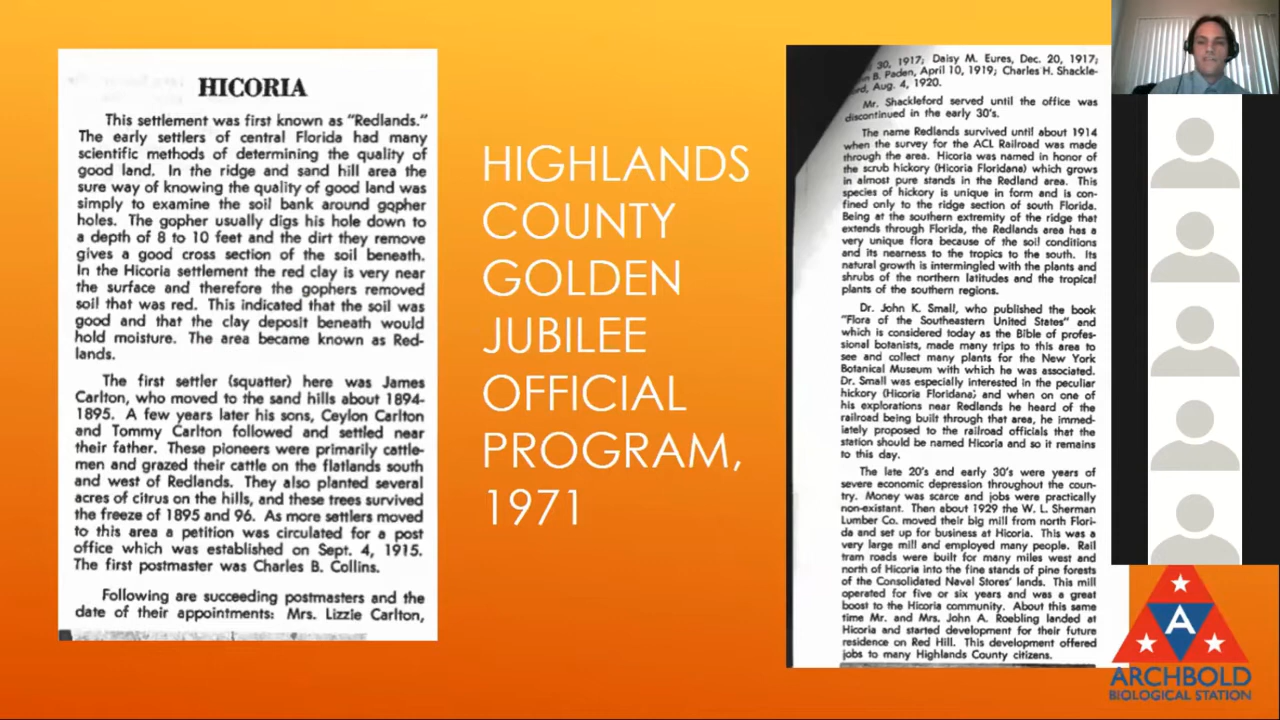 HICORIA
This settlement was first known as "Redlands."
The early settlers of central Florida had many
scientific methods of determining the quality of
good land. In the ridge and sand hill area the
sure way of knowing the quality of good land was
simply to examine the soil bank around gopher
holes. The gopher usually digs his hole down to
a depth of 8 to 10 feet and the dirt they remove
gives a good cross section of the soil beneath.
In the Hicoria settlement the red clay is very near
the surface and therefore the gophers removed
soil that was red. This indicated that the soil was
good and that the clay deposit beneath would
hold moisture. The area became known as Red-
lands.
The first settler (squatter) here was James
Carlton, who moved to the sand hills about 1894-
1895. A few years later his sons, Ceylon Carlton
and Tommy Carlton followed and settled near
their father. These pioneers were primarily cattle-
men and grazed their cattle on the flatlands south
and west of Redlands. They also planted several
acres of citrus on the hills, and these trees survived
the freeze of 1895 and 96. As more settlers moved
to this area a petition was circulated for a post
office which was established on Sept. 4, 1915.
The first postmaster was Charles B. Collins.
Following are succeeding postmasters and the
date of their appointments: Mrs. Lizzie Carlton,
HIGHLANDS
COUNTY
GOLDEN
JUBILEE
OFFICIAL
PROGRAM,
1971
30, 1917; Daisy M. Eures, Dec. 20, 1917;
B. Paden, April 10, 1919; Charles H. Shackle-
ord, Aug. 4, 1920.
Mr. Shackleford served until the office was
discontinued in the early 30's.
The name Redlands survived until about 1914
when the survey for the ACL Railroad was made
through the area. Hicoria was named in honor of
the scrub hickory (Hicoria Floridana) which grows
in almost pure stands in the Redland area. This
species of hickory is unique in form and is con-
fined only to the ridge section of south Florida.
Being at the southern extremity of the ridge that
extends through Florida, the Redlands area has a
very unique flora because of the soil conditions
and its nearness to the tropics to the south. Its
natural growth is intermingled with the plants and
shrubs of the northern latitudes and the tropical
plants of the southern regions.
Dr. John K. Small, who published the book
"Flora of the Southeastern United States" and
which is considered today as the Bible of profes-
sional botanists, made many trips to this area to
see and collect many plants for the New York
Botanical Museum with which he was associated.
Dr. Small was especially interested in the peculiar
hickory (Hicoria Floridana; and when on one of
his explorations near Redlands he heard of the
railroad being built through that area, he immed-
iately proposed to the railroad officials that the
station should be named Hicoria and so it remains
to this day.
The late 20's and early 30's were years of
severe economic depression throughout the coun-
try. Money was scarce and jobs were practically
non-existant. Then about 1929 the W. L. Sherman
Lumber Co. moved their big mill from north Flori-
da and set up for business at Hicoria. This was a
very large mill and employed many people. Rail
tram roads were built for many miles west and
north of Hicoria into the fine stands of pine forests
of the Consolidated Naval Stores' lands. This mill
operated for five or six years and was a great
boost to the Hicoria community. About this same
time Mr. and Mrs. John A. Roebling landed at
Hicoria and started development for their future
residence on Red Hill. This development offered
jobs to many Highlands County citizens.
A
ARCHBOLD
BIOLOGICAL STATION